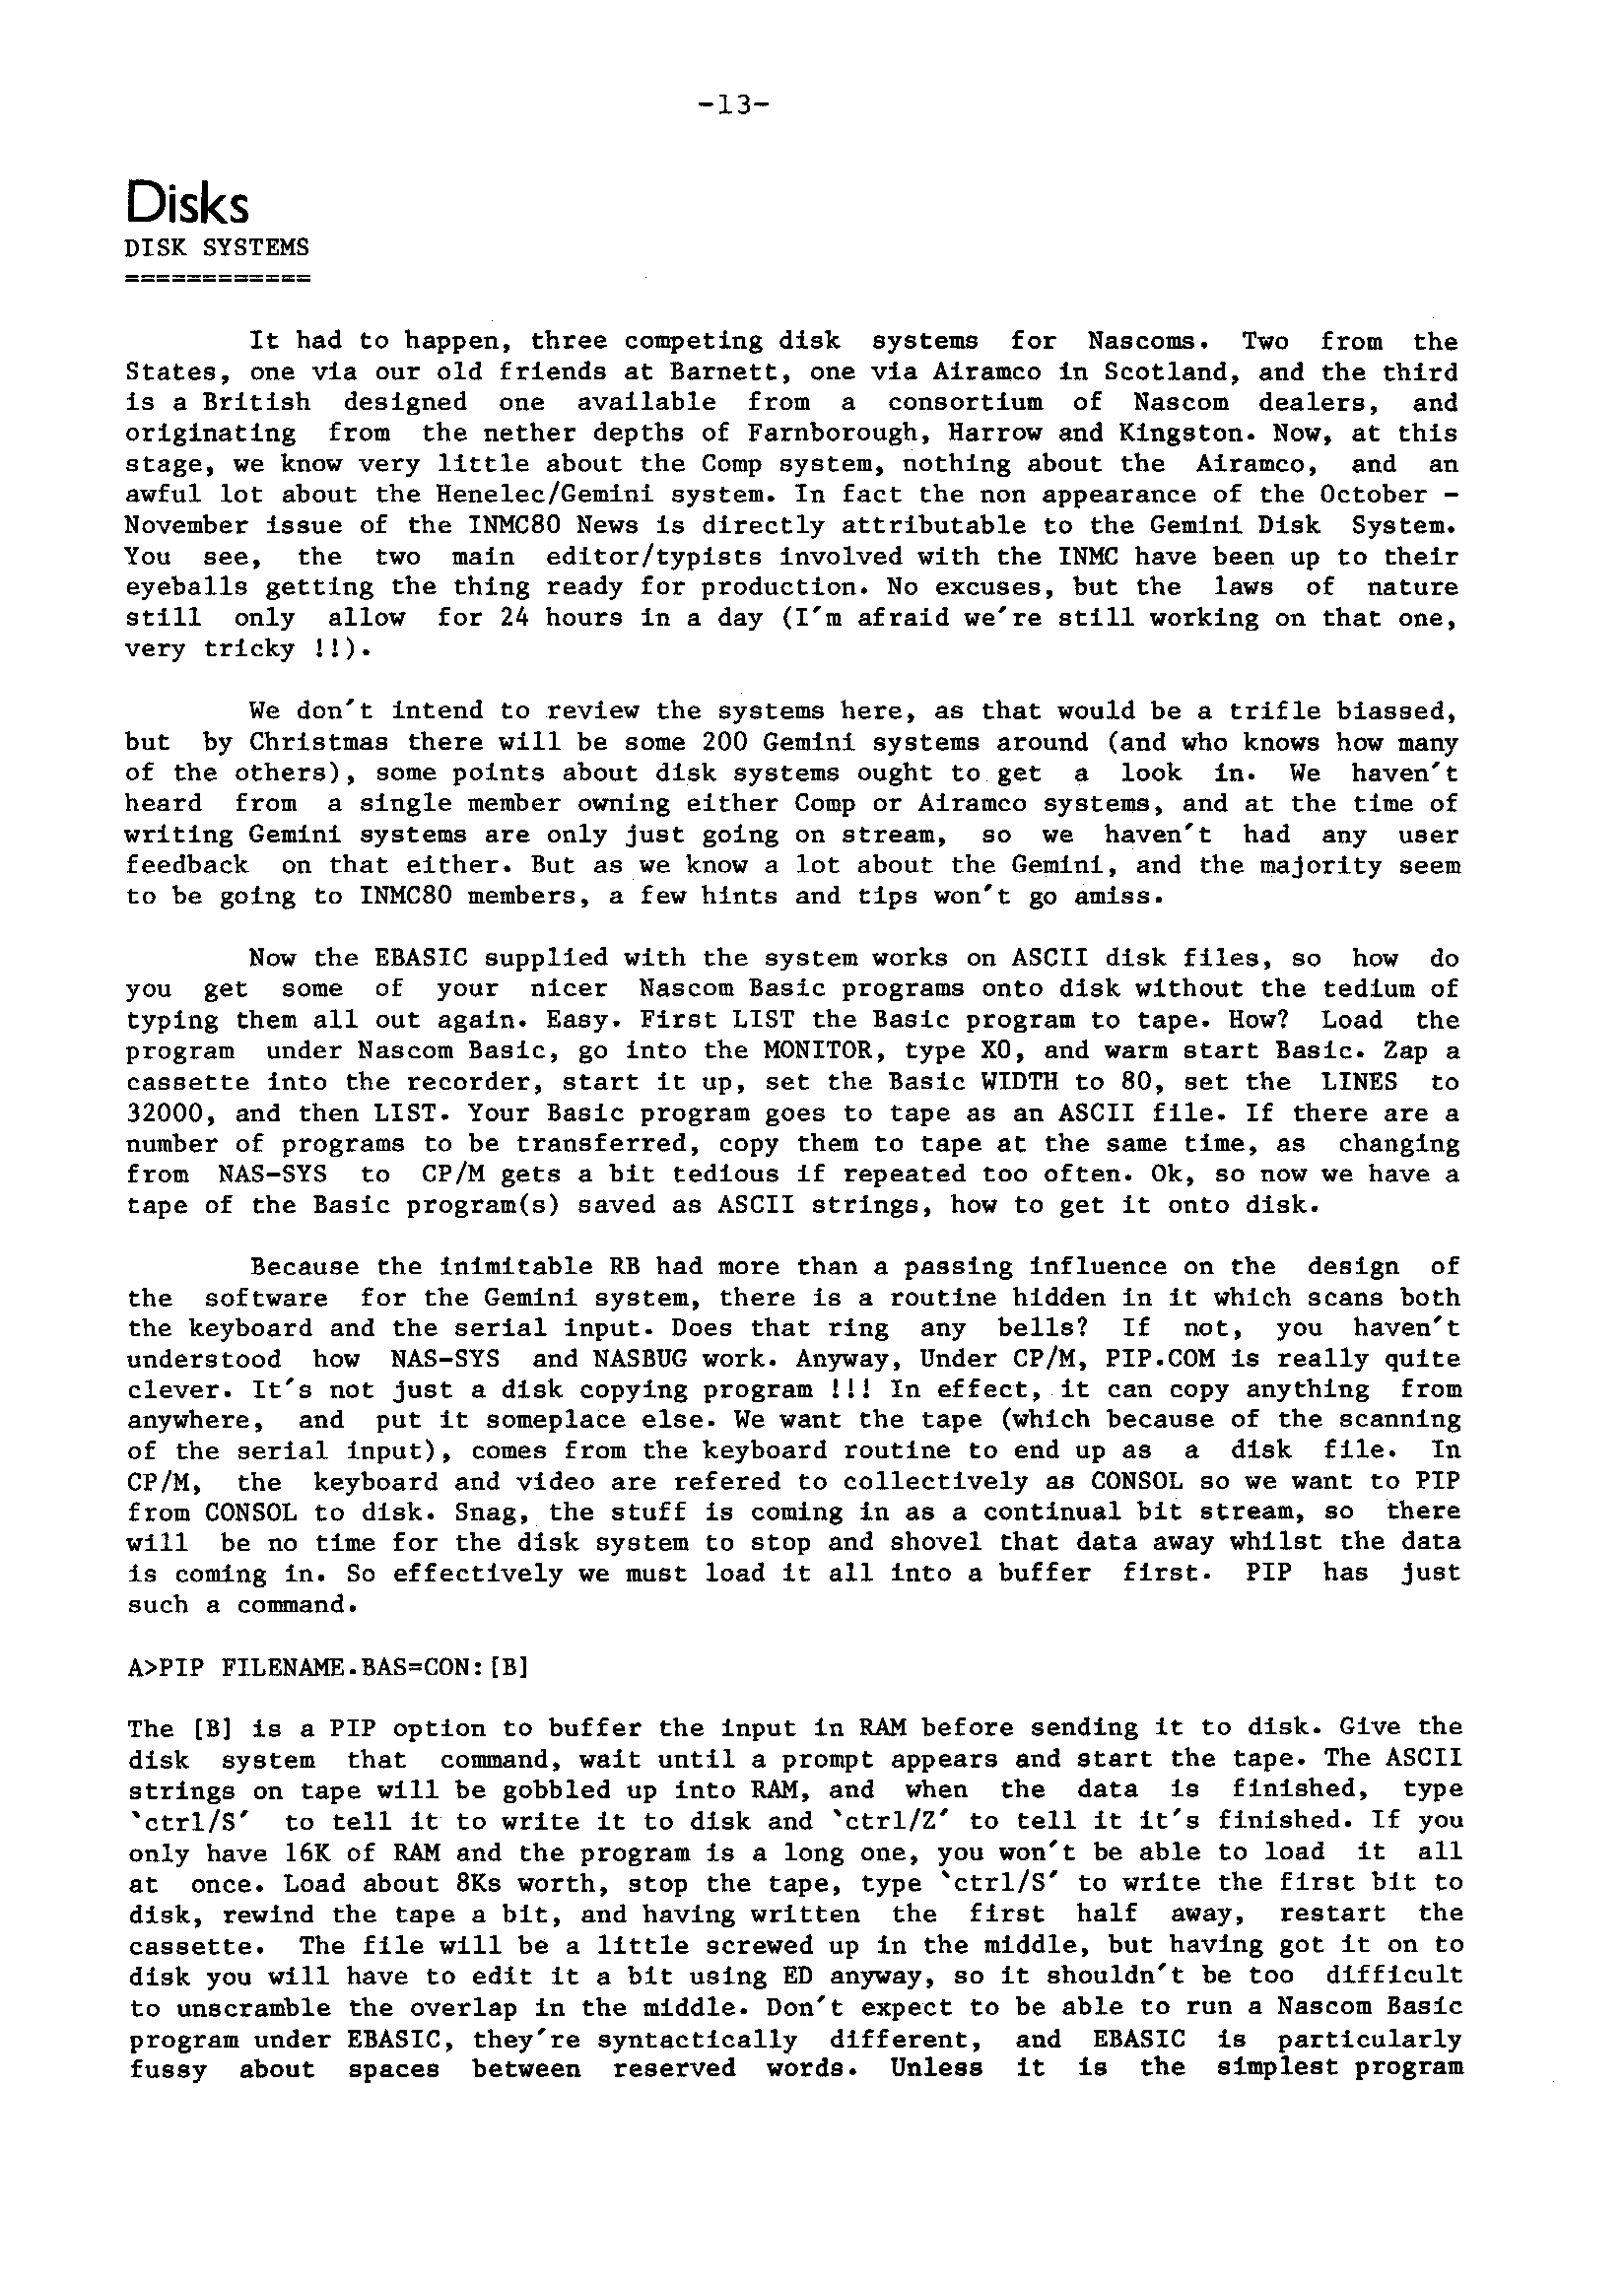 -13-
Disks
DISK SYSTEMS
============
It had to happen, three competing disk systems for Nascoms. Two from the
States, one via our old friends at Barnett, one via Airamco in Scotland, and the third
is a British designed one available from a consortium of Nascom dealers, and
originating from the nether depths of Farnborough, Harrow and Kingston. Now, at this
stage, we know very little about the Comp system, nothing about the Airamco, and an
awful lot about the Henelec/Gemini system. In fact the non appearance of the October -
November issue of the INMC80 News is directly attributable to the Gemini Disk System.
You see, the two main editor/typists involved with the INMC have been up to their
eyeballs getting the thing ready for production. No excuses, but the laws of nature
still only allow for 24 hours in a day (I'm afraid we're still working on that one,
very tricky !!).
We don't intend to review the systems here, as that would be a trifle biassed,
but by Christmas there will be some 200 Gemini systems around (and who knows how many
of the others), some points about disk systems ought to get a look in. We haven't
heard from a single member owning either Comp or Airamco systems, and at the time of
writing Gemini systems are only just going on stream, so we haven't had any user
feedback on that either. But as we know a lot about the Gemini, and the majority seem
to be going to INMC80 members, a few hints and tips won't go amiss.
Now the EBASIC supplied with the system works on ASCII disk files, so how do
you get some of your nicer Nascom Basic programs onto disk without the tedium of
typing them all out again. Easy. First LIST the Basic program to tape. How? Load the
program under Nascom Basic, go into the MONITOR, type X0, and warm start Basic. Zap a
cassette into the recorder, start it up, set the Basic WIDTH to 80, set the LINES to
32000, and then LIST. Your Basic program goes to tape as an ASCII file. If there are a
number of programs to be transferred, copy them to tape at the same time, as changing
from NAS-SYS to CP/M gets a bit tedious if repeated too often. Ok, so now we have a
tape of the Basic program(s) saved as ASCII strings, how to get it onto disk.
Because the inimitable RB had more than a passing influence on the design of
the software for the Gemini system, there is a routine hidden in it which scans both
the keyboard and the serial input. Does that ring any bells? If not, you haven't
understood how NAS-SYS and NASBUG work. Anyway, Under CP/M, PIP.COM is really quite
clever. It's not just a disk copying program !!! In effect, it can copy anything from
anywhere, and put it someplace else. We want the tape (which because of the scanning
of the serial input), comes from the keyboard routine to end up as a disk file. In
CP/M, the keyboard and video are refered to collectively as CONSOL so we want to PIP
from CONSOL to disk. Snag, the stuff is coming in as a continual bit stream, so there
will be no time for the disk system to stop and shovel that data away whilst the data
is coming in. So effectively we must load it all into a buffer first. PIP has just
such a command.
A>PIP FILENAME.BAS=CON:[B]
The [B] is a PIP option to buffer the input in RAM before sending it to disk. Give the
disk system that command, wait until a prompt appears and start the tape. The ASCII
strings on tape will be gobbled up into RAM, and when the data is finished, type
`ctrl/S' to tell it to write it to disk and `ctrl/Z' to tell it it's finished. If you
only have 16K of RAM and the program is a long one, you won't be able to load it all
at once. Load about 8Ks worth, stop the tape, type `ctrl/S' to write the first bit to
disk, rewind the tape a bit, and having written the first half away, restart the
cassette. The file will be a little screwed up in the middle, but having got it on to
disk you will have to edit it a bit using ED anyway, so it shouldn't be too difficult
to unscramble the overlap in the middle. Don't expect to be able to run a Nascom Basic
program under EBASIC, they're syntactically different, and EBASIC is particularly
fussy about spaces between reserved words. Unless it is the simplest program